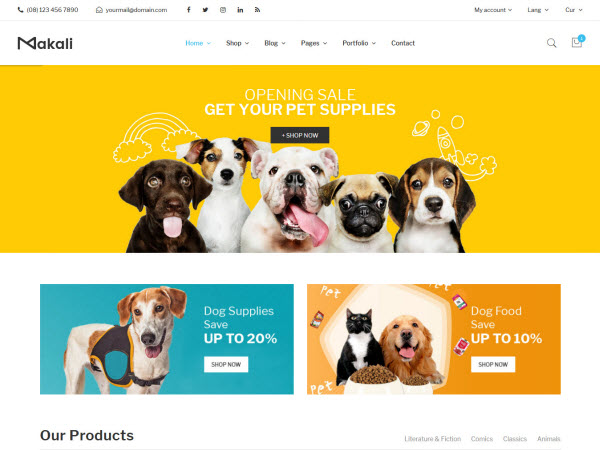 (08) 123 456 7890 yourmail@domain.com My account Lang Cur
Makali Home Shop Blog Pages Portfolio Contact 1
OPENING SALE
GET YOUR PET SUPPLIES
+ SHOP NOW
Dog Supplies
Save
UP TO 20%
SHOP NOW
pet
Dog Food
Save
UP TO 10%
SHOP NOW
pet
Our Products Literature & Fiction Comics Classics Animals